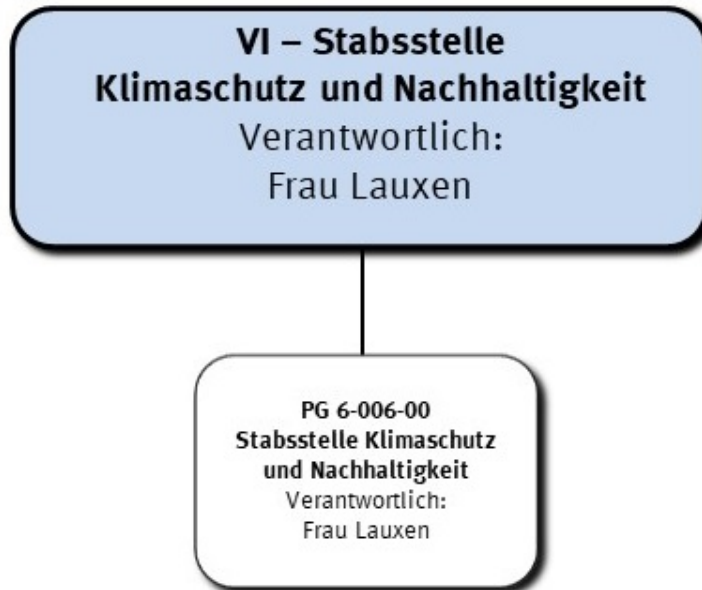 VI – Stabsstelle
Klimaschutz und Nachhaltigkeit
Verantwortlich:
Frau Lauxen
PG 6-006-00
Stabsstelle Klimaschutz
und Nachhaltigkeit
Verantwortlich:
Frau Lauxen